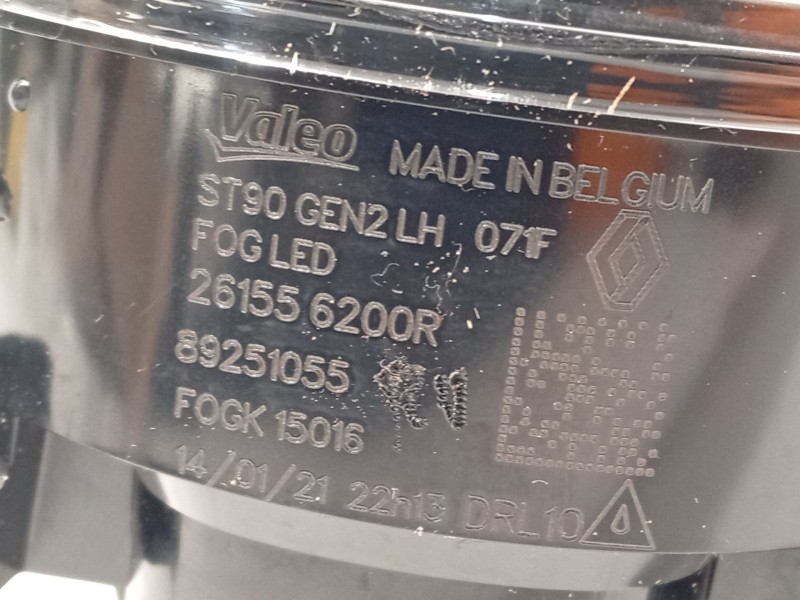 Valeo MADE IN BELGIUM
ST90 GEN2 LH 071F
FOG LED
26155 6200R
89251055
FOGK 15016
14/01/21 22h13 DRL10